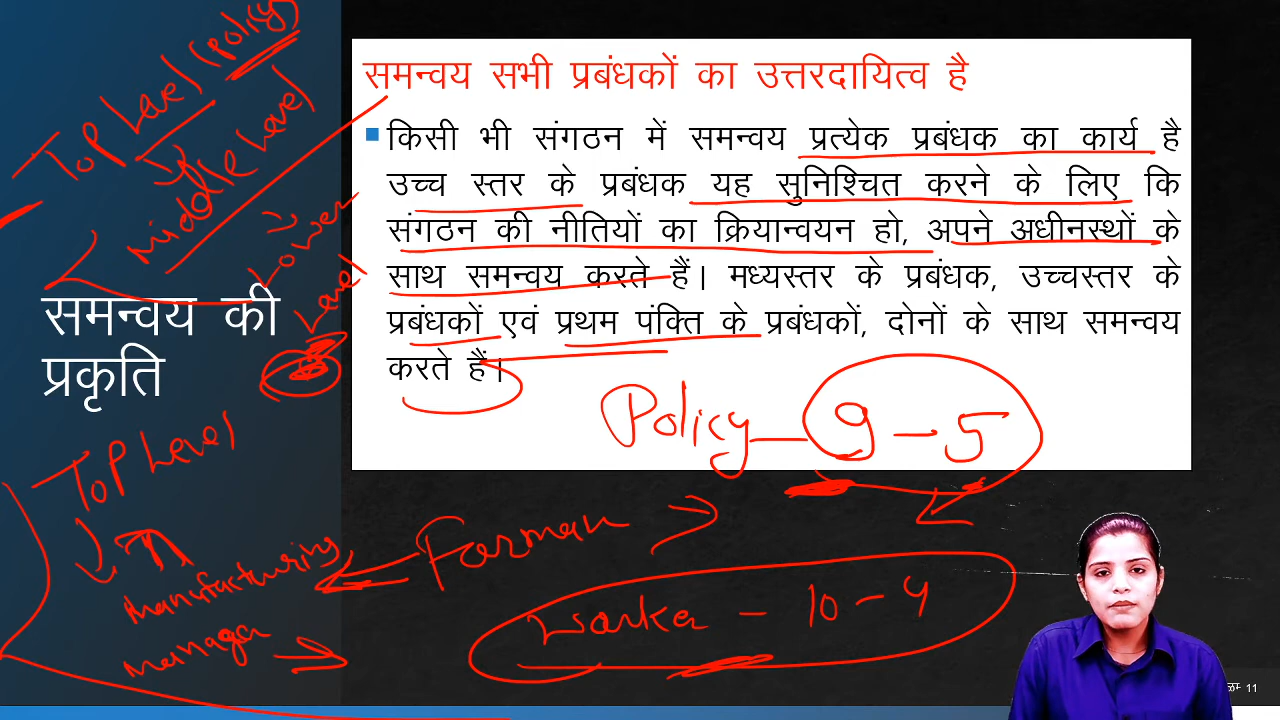 समन्वय सभी प्रबंधकों का उत्तरदायित्व है
किसी भी संगठन में समन्वय प्रत्येक प्रबंधक का कार्य है
उच्च स्तर के प्रबंधक यह सुनिश्चित करने के लिए कि
संगठन की नीतियों का क्रियान्वयन हो, अपने अधीनस्थों के
साथ समन्वय करते हैं। मध्यस्तर के प्रबंधक, उच्चस्तर के
प्रबंधकों एवं प्रथम पंक्ति के प्रबंधकों, दोनों के साथ समन्वय
करते हैं।
समन्वय की
प्रकृति
Top Level (policy)
Middle Level
Lower
Level
Top Level
Manufacturing
Manager
Forman
Policy – 9 – 5
Worker – 10 – 4
11